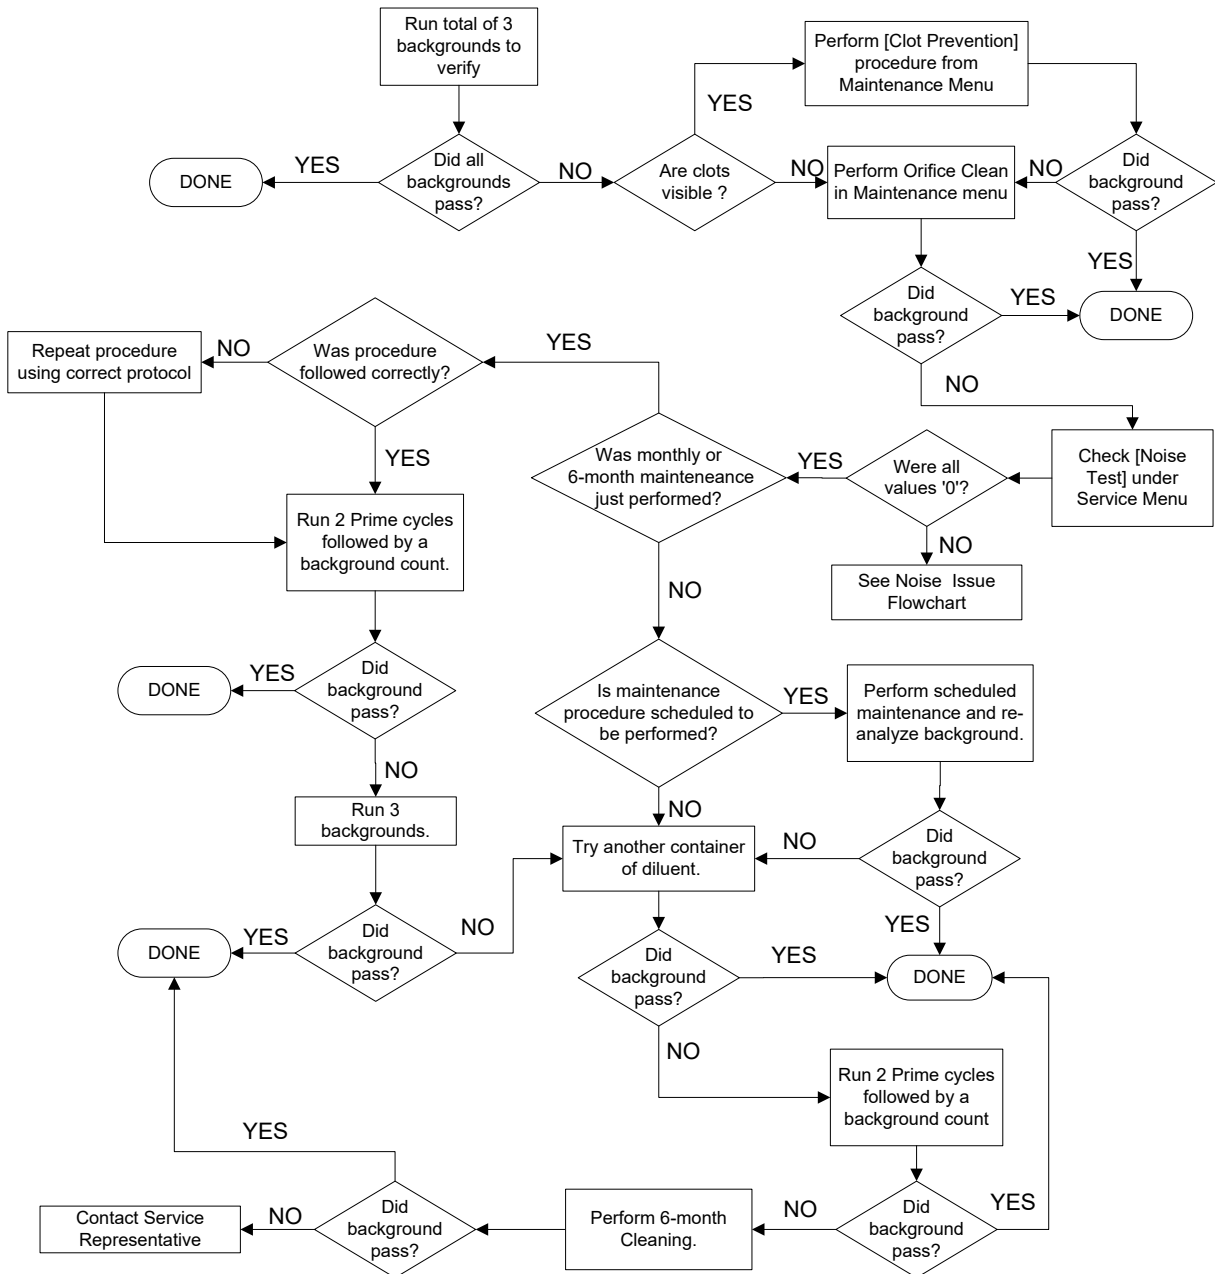 Run total of 3
backgrounds to
verify
Perform [Clot Prevention]
procedure from
Maintenance Menu
YES
DONE
YES
Did all
backgrounds
pass?
NO
Are clots
visible ?
NO
Perform Orifice Clean
in Maintenance menu
NO
Did
background
pass?
YES
Did
background
pass?
YES
DONE
NO
Repeat procedure
using correct protocol
NO
Was procedure
followed correctly?
YES
YES
Was monthly or
6-month mainteneance
just performed?
YES
Were all
values '0'?
Check [Noise
Test] under
Service Menu
NO
See Noise  Issue
Flowchart
Run 2 Prime cycles
followed by a
background count.
NO
DONE
YES
Did
background
pass?
NO
Is maintenance
procedure scheduled to
be performed?
YES
Perform scheduled
maintenance and re-
analyze background.
NO
Run 3
backgrounds.
Try another container
of diluent.
NO
Did
background
pass?
YES
DONE
YES
Did
background
pass?
NO
Did
background
pass?
YES
DONE
NO
Run 2 Prime cycles
followed by a
background count
YES
Contact Service
Representative
NO
Did
background
pass?
Perform 6-month
Cleaning.
NO
Did
background
pass?
YES